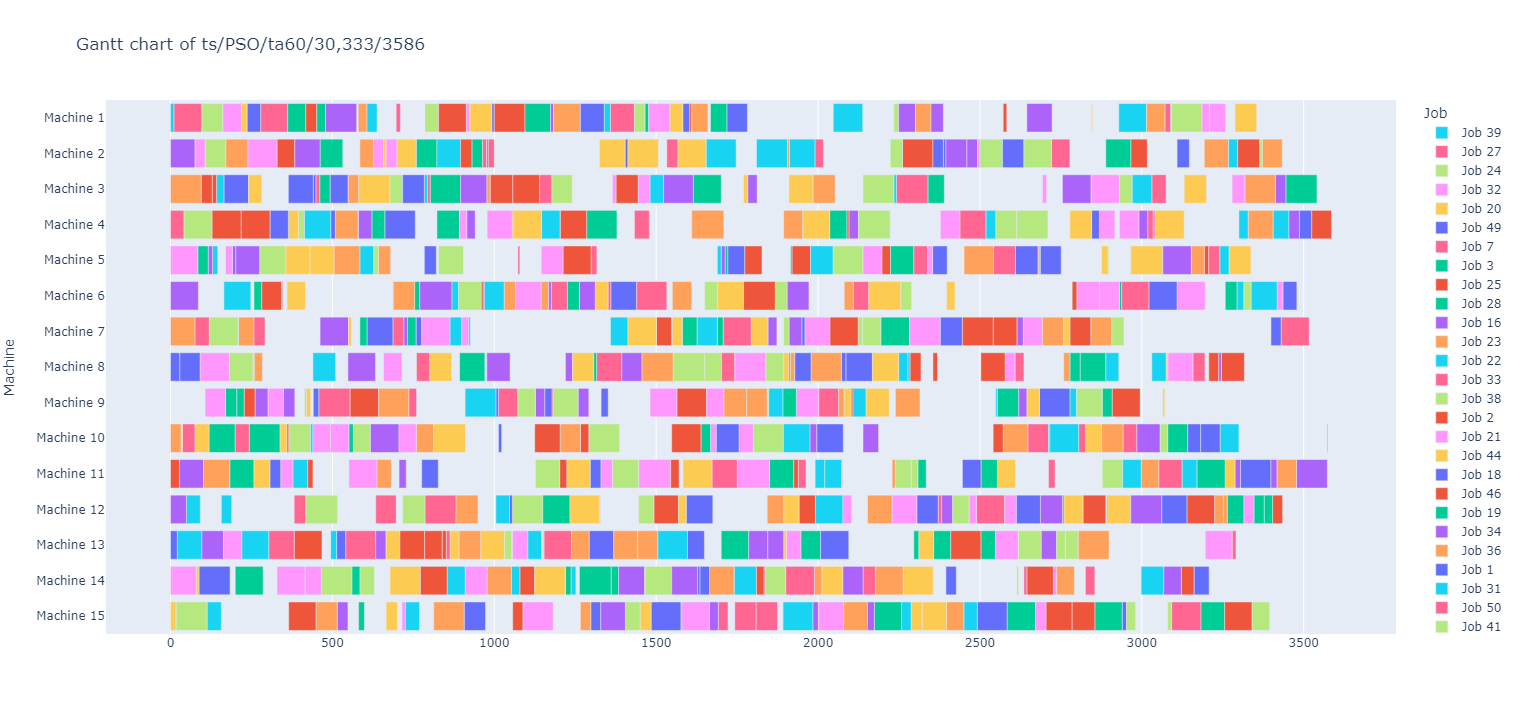 Gantt chart of ts/PSO/ta60/30,333/3586
Machine
Machine 1
Machine 2
Machine 3
Machine 4
Machine 5
Machine 6
Machine 7
Machine 8
Machine 9
Machine 10
Machine 11
Machine 12
Machine 13
Machine 14
Machine 15
0 500 1000 1500 2000 2500 3000 3500
Job
Job 39
Job 27
Job 24
Job 32
Job 20
Job 49
Job 7
Job 3
Job 25
Job 28
Job 16
Job 23
Job 22
Job 33
Job 38
Job 2
Job 21
Job 44
Job 18
Job 46
Job 19
Job 34
Job 36
Job 1
Job 31
Job 50
Job 41